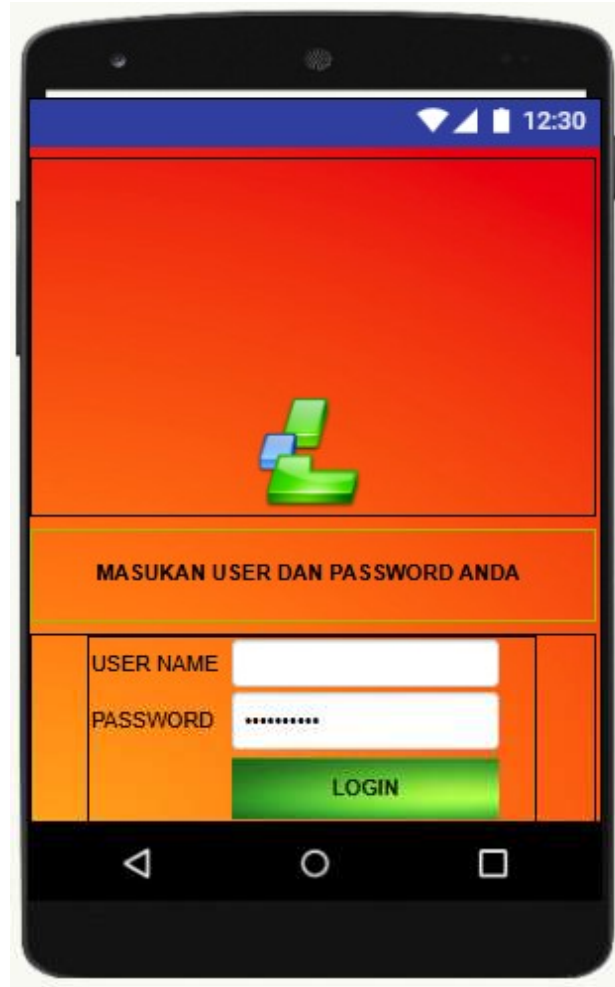 12:30
MASUKAN USER DAN PASSWORD ANDA
USER NAME
PASSWORD ••••••••••
LOGIN